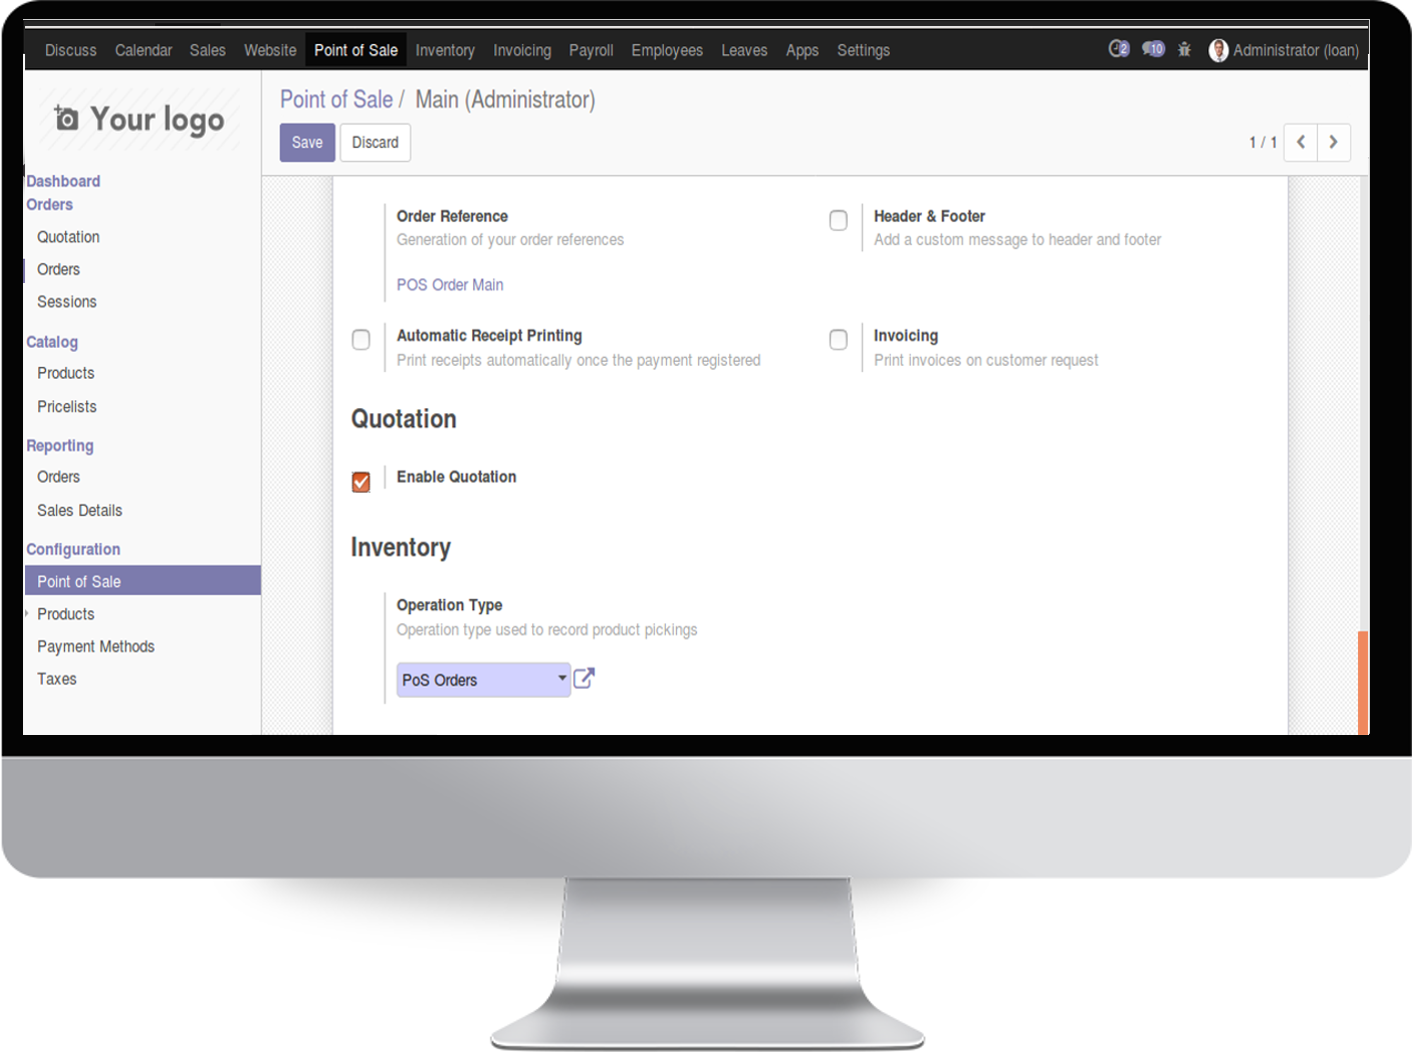 Discuss Calendar Sales Website Point of Sale Inventory Invoicing Payroll Employees Leaves Apps Settings 2 10 Administrator (loan)
Your logo
Point of Sale / Main (Administrator)
Save Discard
1 / 1
Dashboard
Orders
Quotation
Orders
Sessions
Catalog
Products
Pricelists
Reporting
Orders
Sales Details
Configuration
Point of Sale
Products
Payment Methods
Taxes
Order Reference
Generation of your order references
POS Order Main
Header & Footer
Add a custom message to header and footer
Automatic Receipt Printing
Print receipts automatically once the payment registered
Invoicing
Print invoices on customer request
Quotation
Enable Quotation
Inventory
Operation Type
Operation type used to record product pickings
PoS Orders